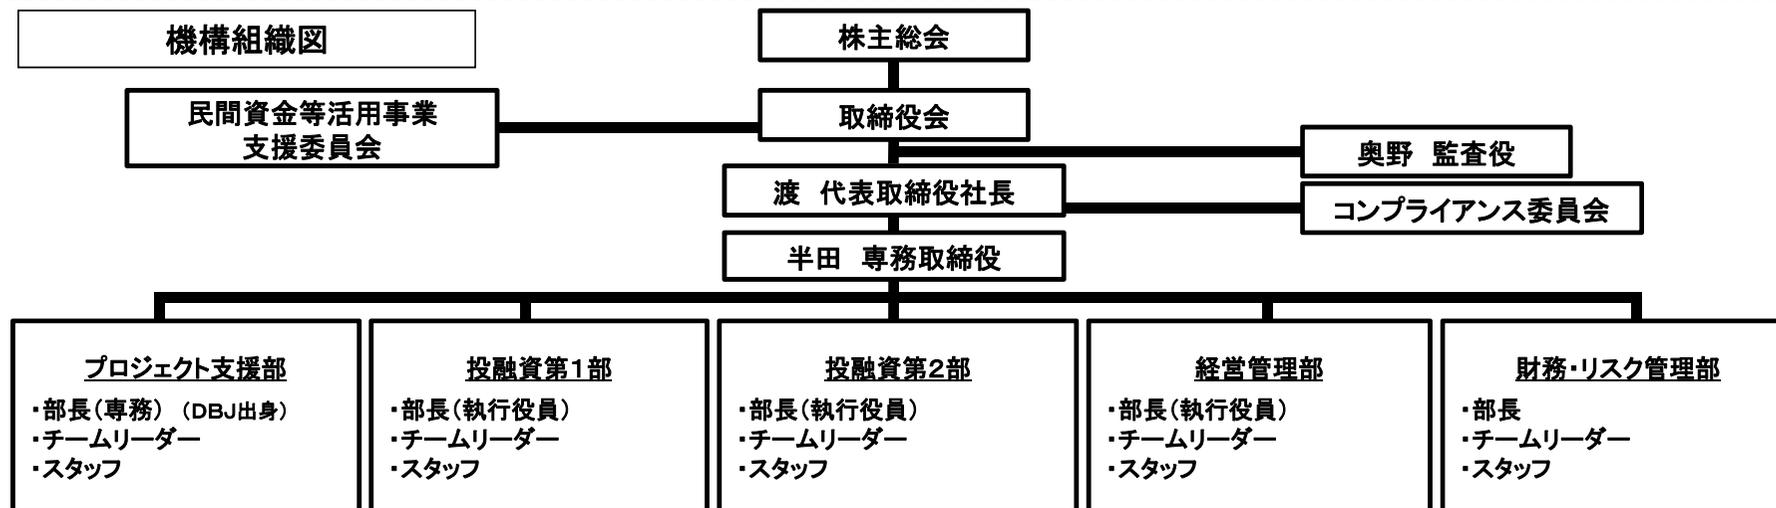 機構組織図
株主総会
民間資金等活用事業
支援委員会
取締役会
奥野　監査役
渡　代表取締役社長
コンプライアンス委員会
半田　専務取締役
プロジェクト支援部
・部長（専務）（DBJ出身）
・チームリーダー
・スタッフ
投融資第１部
・部長（執行役員）
・チームリーダー
・スタッフ
投融資第２部
・部長（執行役員）
・チームリーダー
・スタッフ
経営管理部
・部長（執行役員）
・チームリーダー
・スタッフ
財務・リスク管理部
・部長
・チームリーダー
・スタッフ